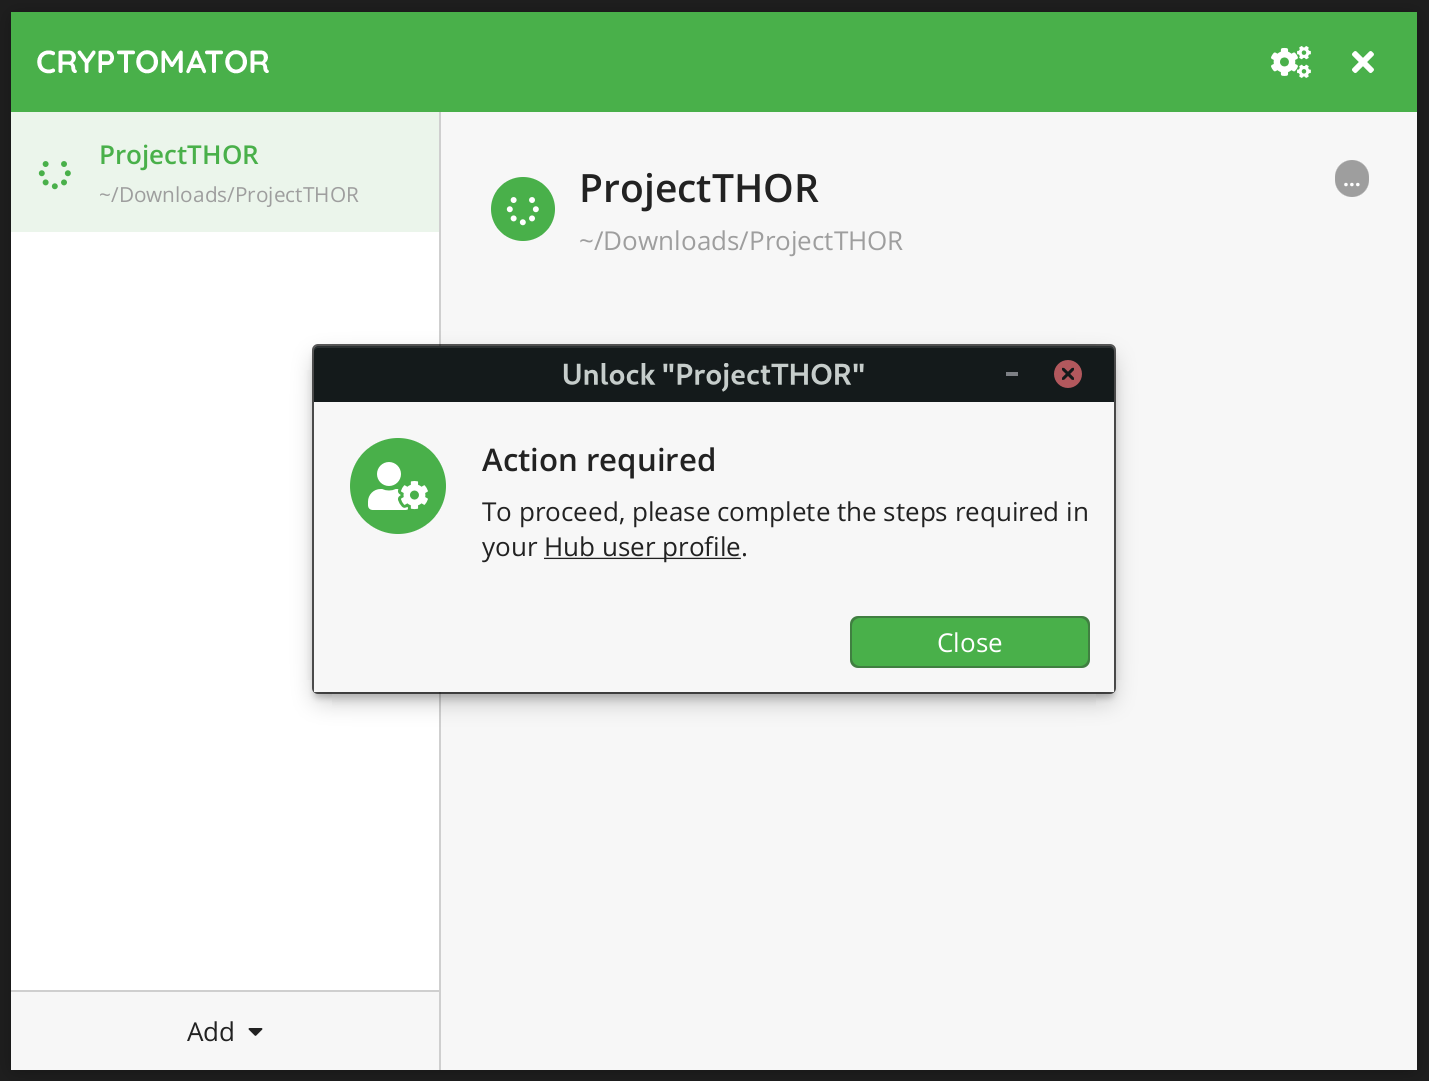 CRYPTOMATOR
ProjectTHOR
~/Downloads/ProjectTHOR
ProjectTHOR
~/Downloads/ProjectTHOR
Unlock "ProjectTHOR"
Action required
To proceed, please complete the steps required in
your Hub user profile.
Close
Add